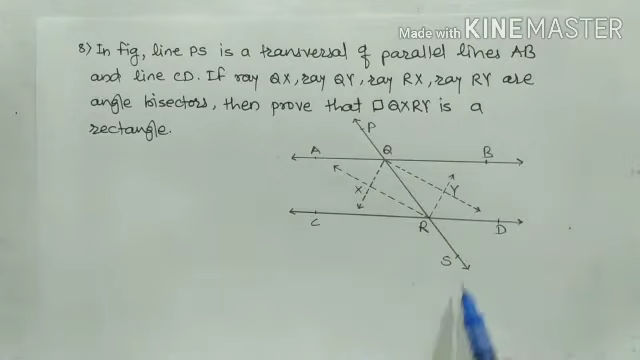 Made with KINEMASTER
8) In fig, line PS is a transversal of parallel lines AB
and line CD. If ray QX, ray QY, ray RX, ray RY are
angle bisectors, then prove that □QXRY is a
rectangle.
P
A Q B
X Y
C R D
S